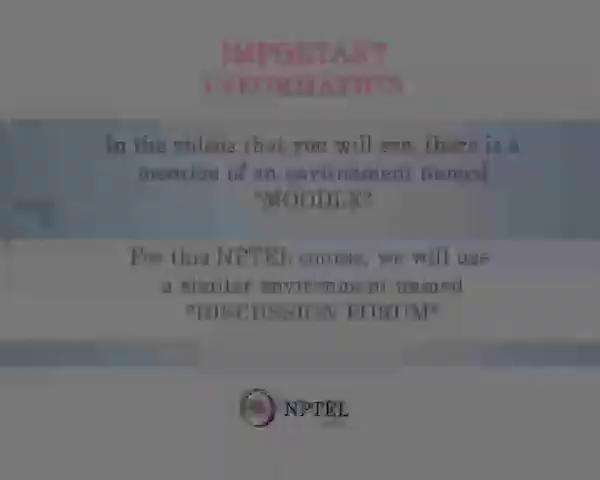 IMPORTANT
INFORMATION
In the videos that you will see, there is a
mention of an environment named
"MOODLE"
For this NPTEL course, we will use
a similar environment named
"DISCUSSION FORUM"
NPTEL